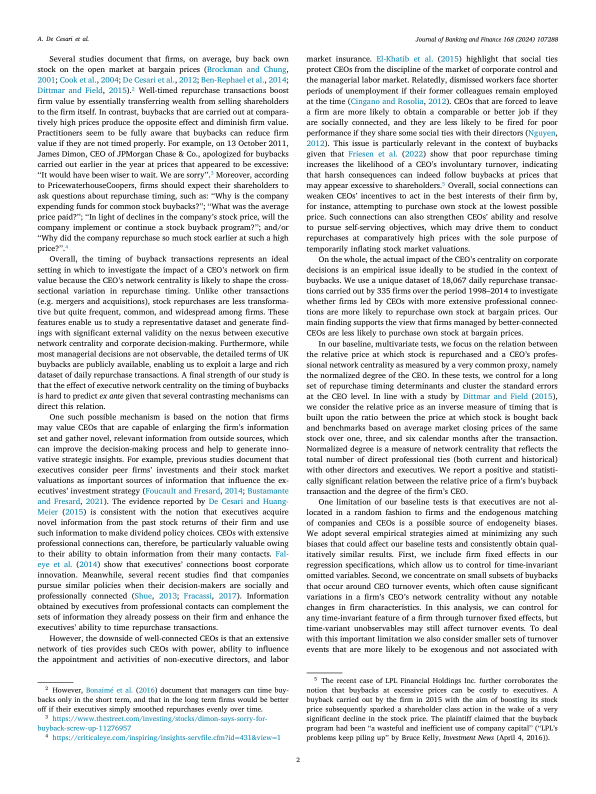 A. De Cesari et al.
Journal of Banking and Finance 168 (2024) 107288
Several studies document that firms, on average, buy back own
stock on the open market at bargain prices (Brockman and Chung,
2001; Cook et al., 2004; De Cesari et al., 2012; Ben-Rephael et al., 2014;
Dittmar and Field, 2015).2 Well-timed repurchase transactions boost
firm value by essentially transferring wealth from selling shareholders
to the firm itself. In contrast, buybacks that are carried out at compara-
tively high prices produce the opposite effect and diminish firm value.
Practitioners seem to be fully aware that buybacks can reduce firm
value if they are not timed properly. For example, on 13 October 2011,
James Dimon, CEO of JPMorgan Chase & Co., apologized for buybacks
carried out earlier in the year at prices that appeared to be excessive:
“It would have been wiser to wait. We are sorry”.3 Moreover, according
to PricewaterhouseCoopers, firms should expect their shareholders to
ask questions about repurchase timing, such as: “Why is the company
expending funds for common stock buybacks?”; “What was the average
price paid?”; “In light of declines in the company’s stock price, will the
company implement or continue a stock buyback program?”; and/or
“Why did the company repurchase so much stock earlier at such a high
price?”.4
Overall, the timing of buyback transactions represents an ideal
setting in which to investigate the impact of a CEO’s network on firm
value because the CEO’s network centrality is likely to shape the cross-
sectional variation in repurchase timing. Unlike other transactions
(e.g. mergers and acquisitions), stock repurchases are less transforma-
tive but quite frequent, common, and widespread among firms. These
features enable us to study a representative dataset and generate find-
ings with significant external validity on the nexus between executive
network centrality and corporate decision-making. Furthermore, while
most managerial decisions are not observable, the detailed terms of UK
buybacks are publicly available, enabling us to exploit a large and rich
dataset of daily repurchase transactions. A final strength of our study is
that the effect of executive network centrality on the timing of buybacks
is hard to predict ex ante given that several contrasting mechanisms can
direct this relation.
One such possible mechanism is based on the notion that firms
may value CEOs that are capable of enlarging the firm’s information
set and gather novel, relevant information from outside sources, which
can improve the decision-making process and help to generate inno-
vative strategic insights. For example, previous studies document that
executives consider peer firms’ investments and their stock market
valuations as important sources of information that influence the ex-
ecutives’ investment strategy (Foucault and Fresard, 2014; Bustamante
and Fresard, 2021). The evidence reported by De Cesari and Huang-
Meier (2015) is consistent with the notion that executives acquire
novel information from the past stock returns of their firm and use
such information to make dividend policy choices. CEOs with extensive
professional connections can, therefore, be particularly valuable owing
to their ability to obtain information from their many contacts. Fal-
eye et al. (2014) show that executives’ connections boost corporate
innovation. Meanwhile, several recent studies find that companies
pursue similar policies when their decision-makers are socially and
professionally connected (Shue, 2013; Fracassi, 2017). Information
obtained by executives from professional contacts can complement the
sets of information they already possess on their firm and enhance the
executives’ ability to time repurchase transactions.
However, the downside of well-connected CEOs is that an extensive
network of ties provides such CEOs with power, ability to influence
the appointment and activities of non-executive directors, and labor
2 However, Bonaimé et al. (2016) document that managers can time buy-
backs only in the short term, and that in the long term firms would be better
off if their executives simply smoothed repurchases evenly over time.
3 https://www.thestreet.com/investing/stocks/dimon-says-sorry-for-
buyback-screw-up-11276957
4 https://criticaleye.com/inspiring/insights-servfile.cfm?id=431&view=1
market insurance. El-Khatib et al. (2015) highlight that social ties
protect CEOs from the discipline of the market of corporate control and
the managerial labor market. Relatedly, dismissed workers face shorter
periods of unemployment if their former colleagues remain employed
at the time (Cingano and Rosolia, 2012). CEOs that are forced to leave
a firm are more likely to obtain a comparable or better job if they
are socially connected, and they are less likely to be fired for poor
performance if they share some social ties with their directors (Nguyen,
2012). This issue is particularly relevant in the context of buybacks
given that Friesen et al. (2022) show that poor repurchase timing
increases the likelihood of a CEO’s involuntary turnover, indicating
that harsh consequences can indeed follow buybacks at prices that
may appear excessive to shareholders.5 Overall, social connections can
weaken CEOs’ incentives to act in the best interests of their firm by,
for instance, attempting to purchase own stock at the lowest possible
price. Such connections can also strengthen CEOs’ ability and resolve
to pursue self-serving objectives, which may drive them to conduct
repurchases at comparatively high prices with the sole purpose of
temporarily inflating stock market valuations.
On the whole, the actual impact of the CEO’s centrality on corporate
decisions is an empirical issue ideally to be studied in the context of
buybacks. We use a unique dataset of 18,067 daily repurchase transac-
tions carried out by 335 firms over the period 1998–2014 to investigate
whether firms led by CEOs with more extensive professional connec-
tions are more likely to repurchase own stock at bargain prices. Our
main finding supports the view that firms managed by better-connected
CEOs are less likely to purchase own stock at bargain prices.
In our baseline, multivariate tests, we focus on the relation between
the relative price at which stock is repurchased and a CEO’s profes-
sional network centrality as measured by a very common proxy, namely
the normalized degree of the CEO. In these tests, we control for a long
set of repurchase timing determinants and cluster the standard errors
at the CEO level. In line with a study by Dittmar and Field (2015),
we consider the relative price as an inverse measure of timing that is
built upon the ratio between the price at which stock is bought back
and benchmarks based on average market closing prices of the same
stock over one, three, and six calendar months after the transaction.
Normalized degree is a measure of network centrality that reflects the
total number of direct professional ties (both current and historical)
with other directors and executives. We report a positive and statisti-
cally significant relation between the relative price of a firm’s buyback
transaction and the degree of the firm’s CEO.
One limitation of our baseline tests is that executives are not al-
located in a random fashion to firms and the endogenous matching
of companies and CEOs is a possible source of endogeneity biases.
We adopt several empirical strategies aimed at minimizing any such
biases that could affect our baseline tests and consistently obtain qual-
itatively similar results. First, we include firm fixed effects in our
regression specifications, which allow us to control for time-invariant
omitted variables. Second, we concentrate on small subsets of buybacks
that occur around CEO turnover events, which often cause significant
variations in a firm’s CEO’s network centrality without any notable
changes in firm characteristics. In this analysis, we can control for
any time-invariant feature of a firm through turnover fixed effects, but
time-variant unobservables may still affect turnover events. To deal
with this important limitation we also consider smaller sets of turnover
events that are more likely to be exogenous and not associated with
5 The recent case of LPL Financial Holdings Inc. further corroborates the
notion that buybacks at excessive prices can be costly to executives. A
buyback carried out by the firm in 2015 with the aim of boosting its stock
price subsequently sparked a shareholder class action in the wake of a very
significant decline in the stock price. The plaintiff claimed that the buyback
program had been “a wasteful and inefficient use of company capital” (“LPL’s
problems keep piling up” by Bruce Kelly, Investment News (April 4, 2016)).
2